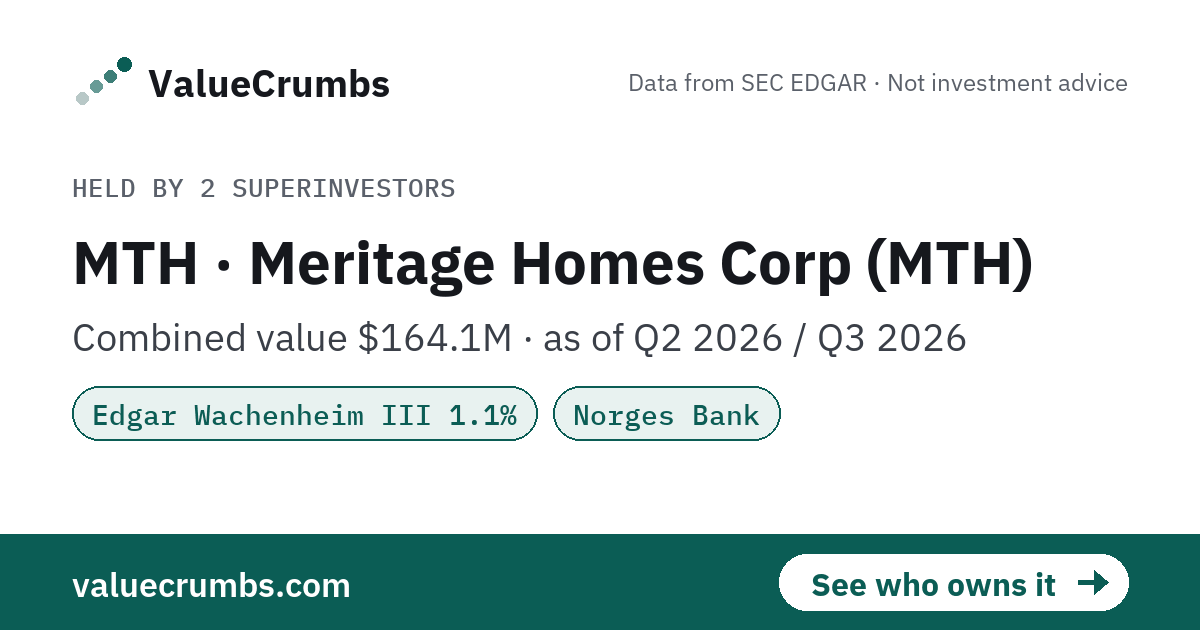 ValueCrumbs
Data from SEC EDGAR · Not investment advice
HELD BY 2 SUPERINVESTORS
MTH · Meritage Homes Corp (MTH)
Combined value $164.1M · as of Q2 2026 / Q3 2026
Edgar Wachenheim III 1.1%
Norges Bank
valuecrumbs.com
See who owns it